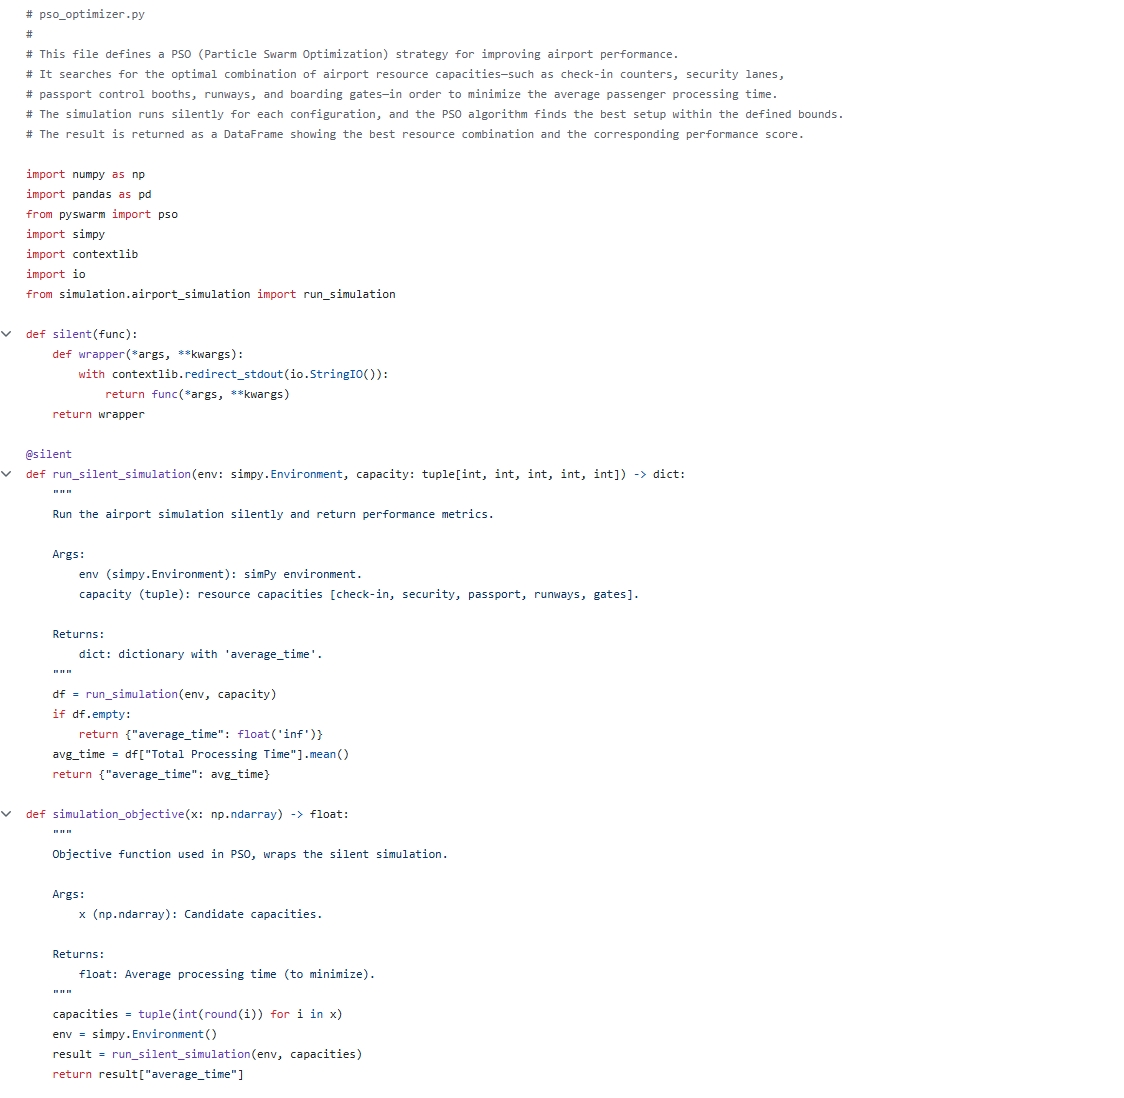 # pso_optimizer.py
#
# This file defines a PSO (Particle Swarm Optimization) strategy for improving airport performance.
# It searches for the optimal combination of airport resource capacities—such as check-in counters, security lanes,
# passport control booths, runways, and boarding gates—in order to minimize the average passenger processing time.
# The simulation runs silently for each configuration, and the PSO algorithm finds the best setup within the defined bounds.
# The result is returned as a DataFrame showing the best resource combination and the corresponding performance score.

import numpy as np
import pandas as pd
from pyswarm import pso
import simpy
import contextlib
import io
from simulation.airport_simulation import run_simulation

def silent(func):
    def wrapper(*args, **kwargs):
        with contextlib.redirect_stdout(io.StringIO()):
            return func(*args, **kwargs)
    return wrapper

@silent
def run_silent_simulation(env: simpy.Environment, capacity: tuple[int, int, int, int, int]) -> dict:
    """
    Run the airport simulation silently and return performance metrics.

    Args:
        env (simpy.Environment): simPy environment.
        capacity (tuple): resource capacities [check-in, security, passport, runways, gates].

    Returns:
        dict: dictionary with 'average_time'.
    """
    df = run_simulation(env, capacity)
    if df.empty:
        return {"average_time": float('inf')}
    avg_time = df["Total Processing Time"].mean()
    return {"average_time": avg_time}

def simulation_objective(x: np.ndarray) -> float:
    """
    Objective function used in PSO, wraps the silent simulation.

    Args:
        x (np.ndarray): Candidate capacities.

    Returns:
        float: Average processing time (to minimize).
    """
    capacities = tuple(int(round(i)) for i in x)
    env = simpy.Environment()
    result = run_silent_simulation(env, capacities)
    return result["average_time"]